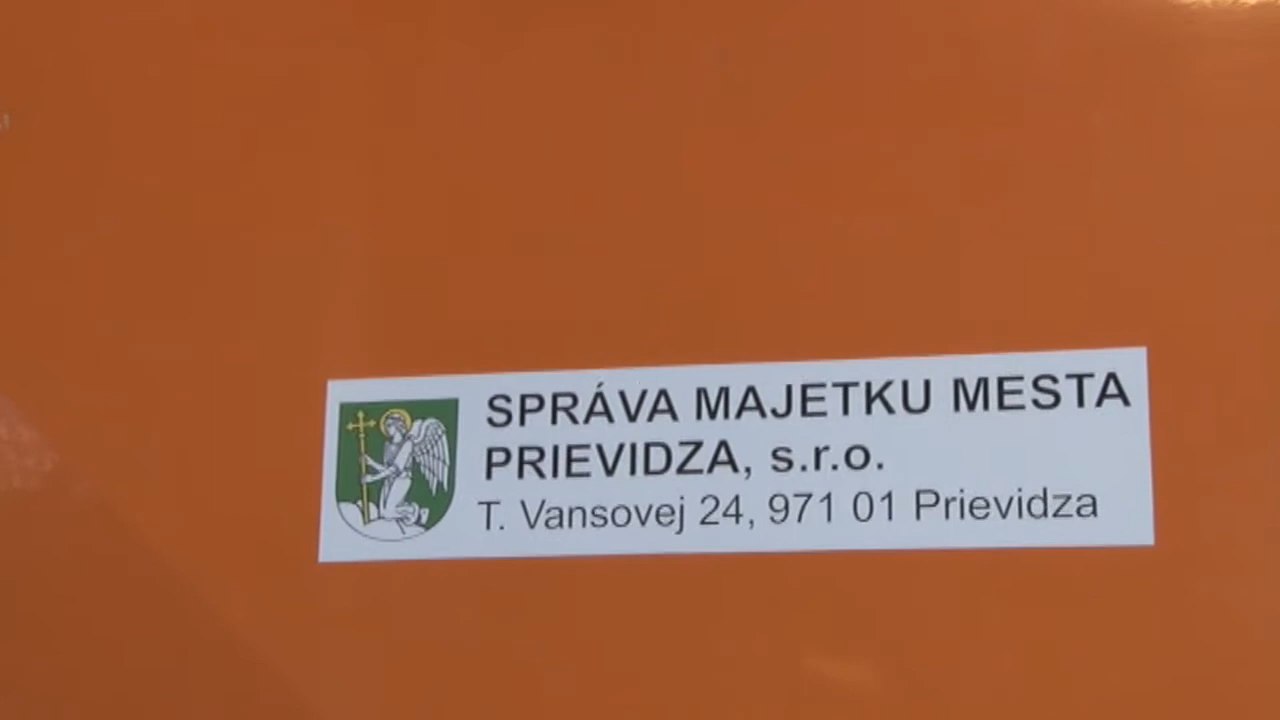 SPRÁVA MAJETKU MESTA
PRIEVIDZA, s.r.o.
T. Vansovej 24, 971 01 Prievidza